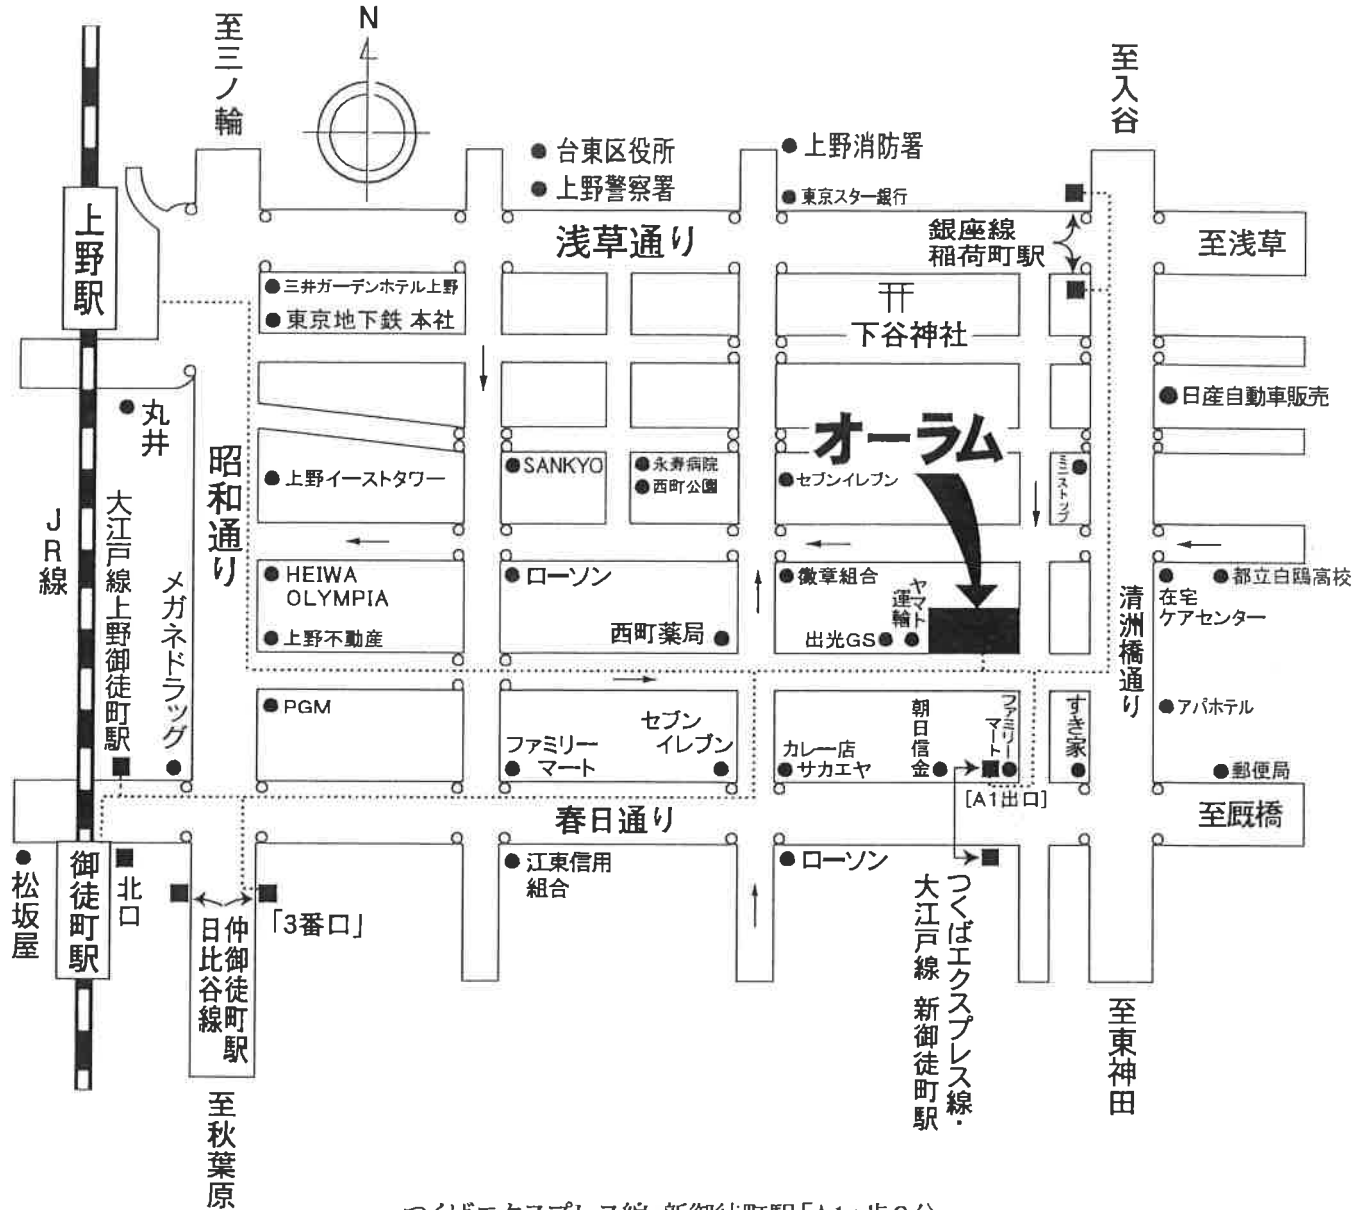 N
至三ノ輪
至入谷
台東区役所
上野警察署
上野消防署
東京スター銀行
上野駅
浅草通り
銀座線
稲荷町駅
至浅草
三井ガーデンホテル上野
東京地下鉄 本社
下谷神社
丸井
日産自動車販売
オーラム
昭和通り
上野イーストタワー
SANKYO
永寿病院
西町公園
セブンイレブン
ミニストップ
JR線
大江戸線上野御徒町駅
メガネドラッグ
HEIWA
OLYMPIA
上野不動産
ローソン
西町薬局
徽章組合
ヤマト
運輸
出光GS
清洲橋通り
在宅
ケアセンター
都立白鴎高校
PGM
ファミリー
マート
セブン
イレブン
カレー店
サカエヤ
朝日信金
ファミリー
マート
[A1出口]
すき家
アパホテル
郵便局
春日通り
至厩橋
松坂屋
御徒町駅
北口
仲御徒町駅
日比谷線
「3番口」
江東信用
組合
ローソン
つくばエクスプレス線・
大江戸線 新御徒町駅
至東神田
至秋葉原